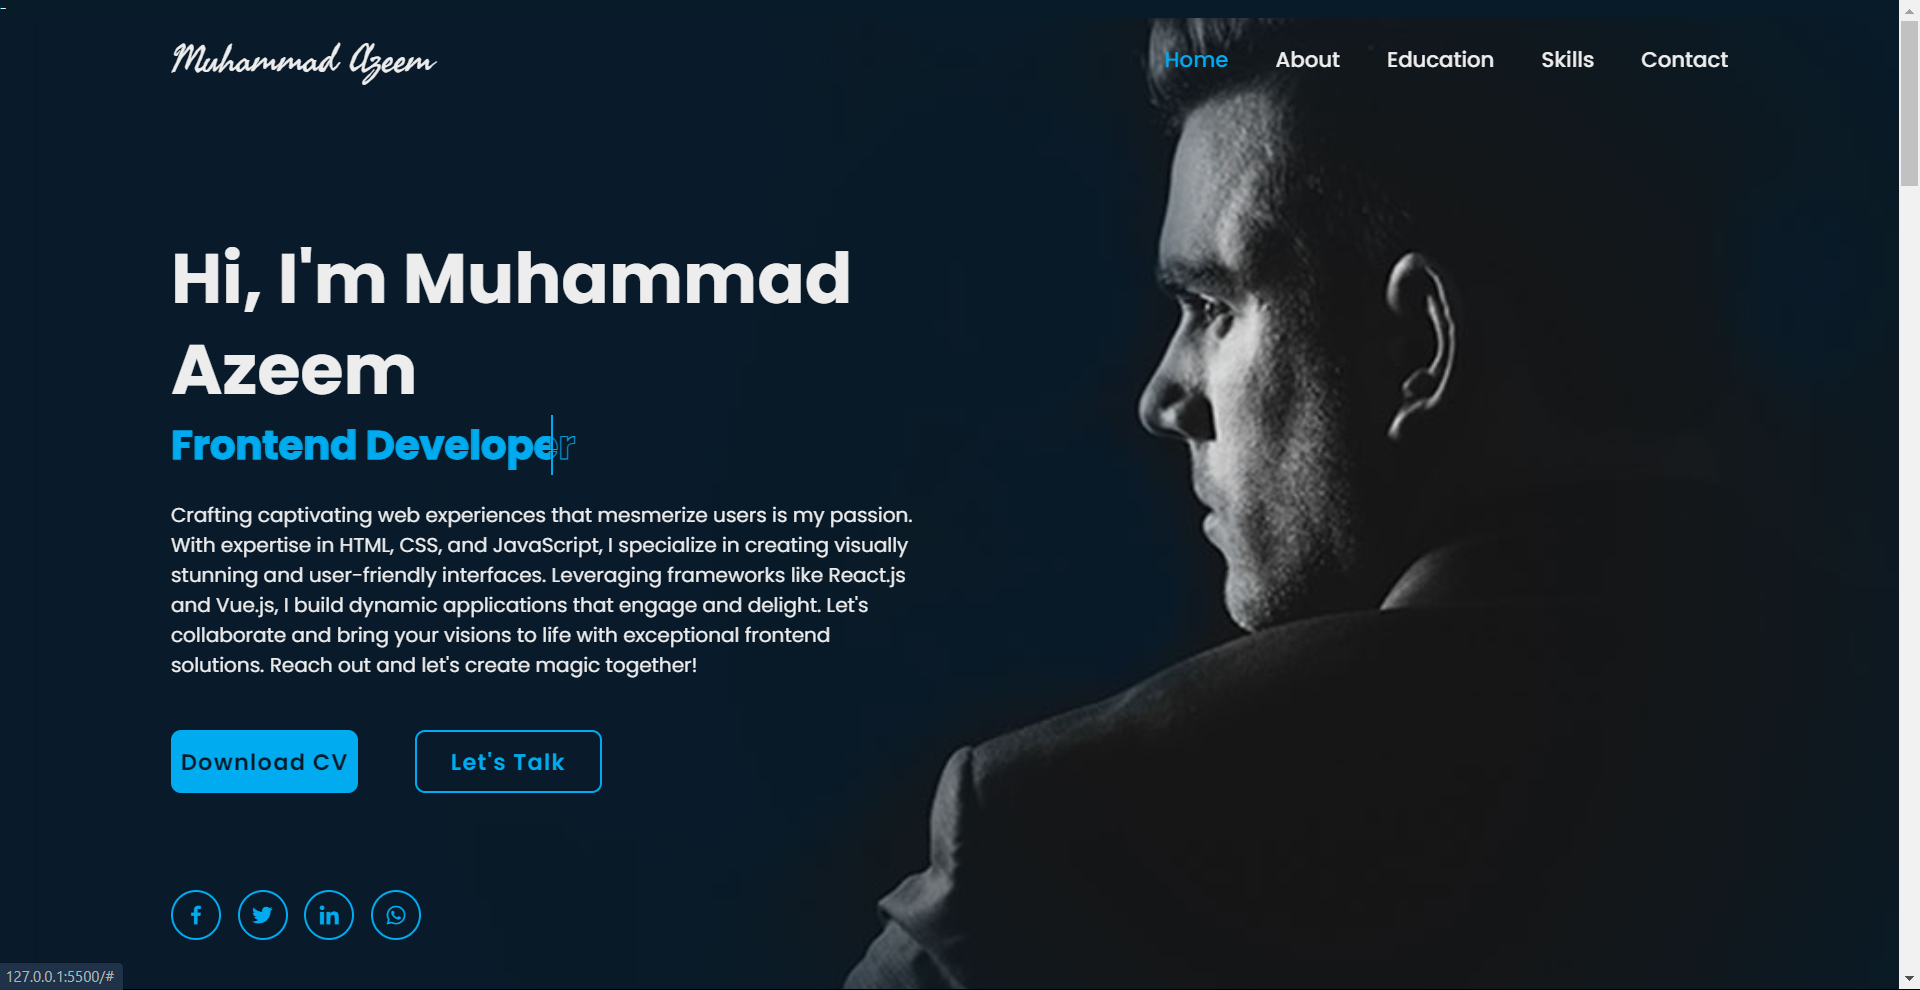 Muhammad Azeem
Home About Education Skills Contact
Hi, I'm Muhammad
Azeem
Frontend Developer
Crafting captivating web experiences that mesmerize users is my passion.
With expertise in HTML, CSS, and JavaScript, I specialize in creating visually
stunning and user-friendly interfaces. Leveraging frameworks like React.js
and Vue.js, I build dynamic applications that engage and delight. Let's
collaborate and bring your visions to life with exceptional frontend
solutions. Reach out and let's create magic together!
Download CV Let's Talk
127.0.0.1:5500/#